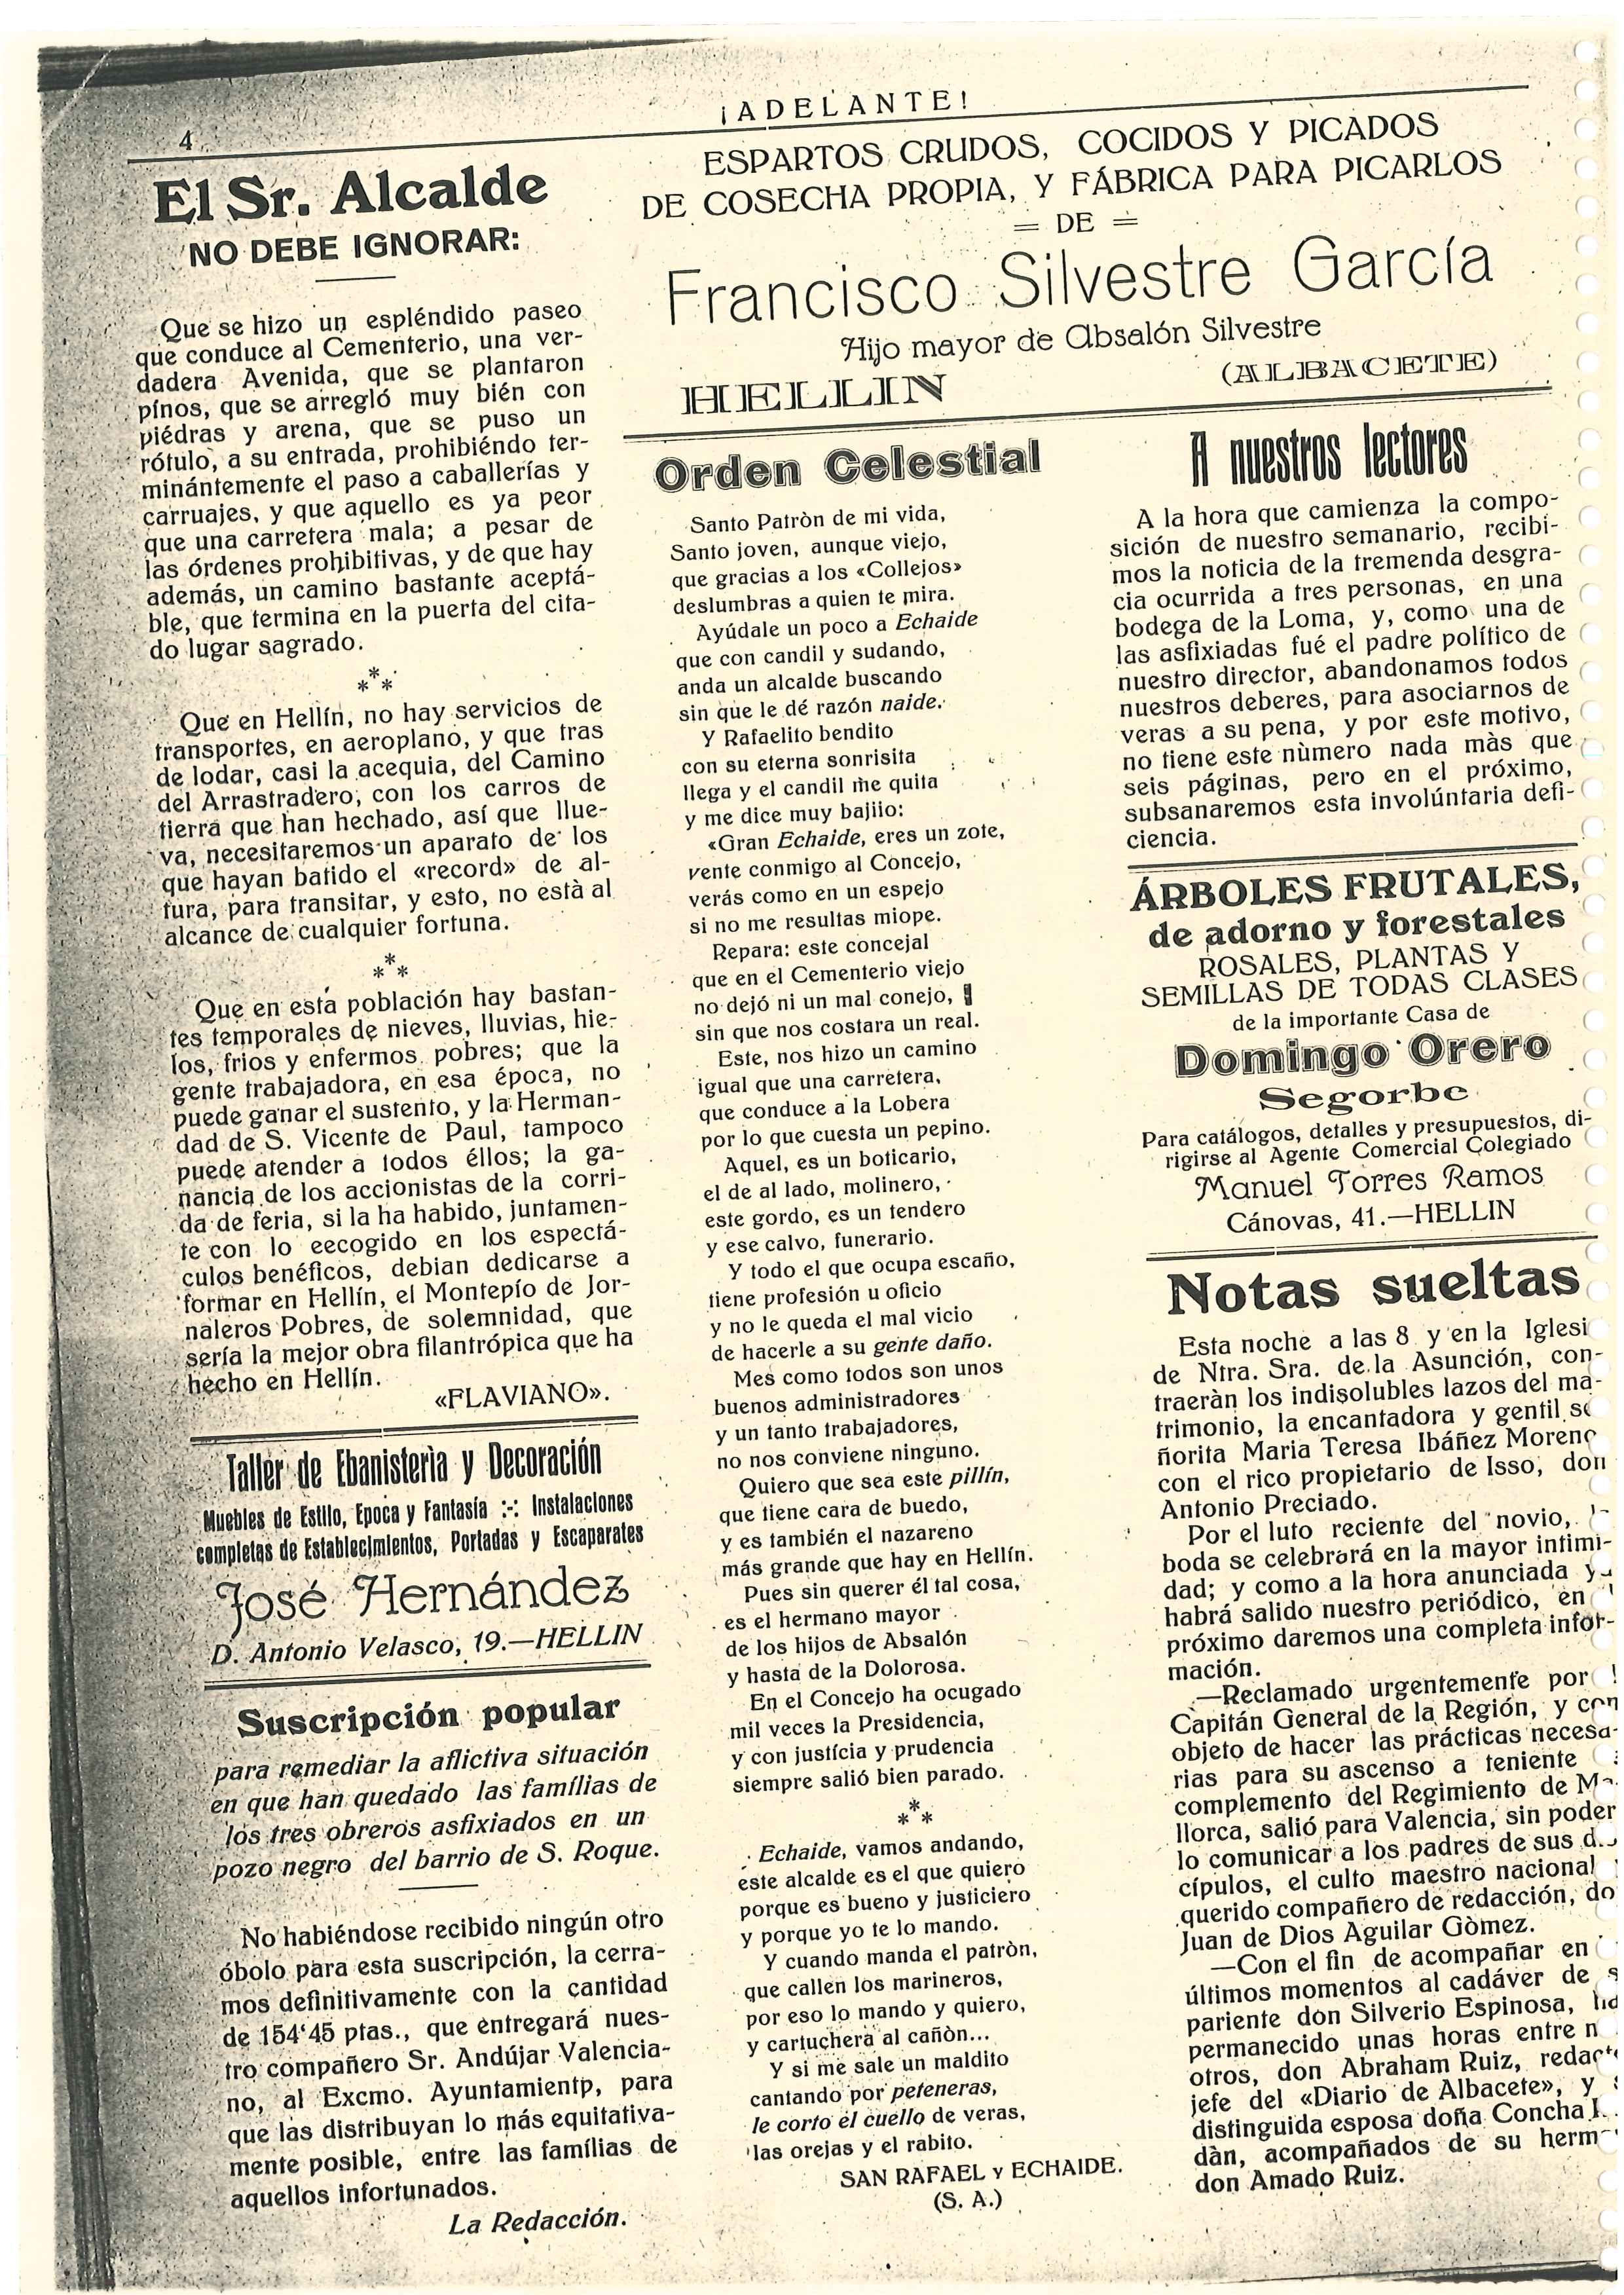 4
¡ADELANTE!
El Sr. Alcalde
NO DEBE IGNORAR:
Que se hizo un espléndido paseo
que conduce al Cementerio, una ver-
dadera Avenida, que se plantaron
pínos, que se arregló muy bién con
piédras y arena, que se puso un
rótulo, a su entrada, prohibiéndo ter-
minántemente el paso a caballerías y
carruajes, y que aquello es ya peor
que una carretera mala; a pesar de
las órdenes prohibitivas, y de que hay
además, un camino bastante aceptá-
ble, que termina en la puerta del cita-
do lugar sagrado.
***
Que en Hellín, no hay servicios de
transportes, en aeroplano, y que tras
de lodar, casi la acequia, del Camino
del Arrastradero, con los carros de
tierra que han hechado, así que llue-
va, necesitaremos un aparato de los
que hayan batido el «record» de al-
tura, para transitar, y esto, no està al
alcance de cualquier fortuna.
***
Que en esta población hay bastan-
tes temporales de nieves, lluvias, hie-
los, frios y enfermos pobres; que la
gente trabajadora, en esa época, no
puede ganar el sustento, y la Herman-
dad de S. Vicente de Paul, tampoco
puede atender a todos éllos; la ga-
nancia de los accionistas de la corri-
da de feria, si la ha habido, juntamen-
te con lo eecogido en los espectá-
culos benéficos, debian dedicarse a
formar en Hellín, el Montepío de Jor-
naleros Pobres, de solemnidad, que
sería la mejor obra filantrópica que ha
hecho en Hellín.
«FLAVIANO».
Taller de Ebanisterìa y Decoración
Muebles de Estilo, Epoca y Fantasía :-: Instalaciones
completas de Establecimientos, Portadas y Escaparates
José Hernández
D. Antonio Velasco, 19.—HELLIN
Suscripción popular
para remediar la aflictiva situación
en que han quedado las famílias de
los tres obreros asfixiados en un
pozo negro del barrio de S. Roque.
No habiéndose recibido ningún otro
óbolo para esta suscripción, la cerra-
mos definitivamente con la cantidad
de 154'45 ptas., que entregará nues-
tro compañero Sr. Andújar Valencia-
no, al Excmo. Ayuntamientp, para
que las distribuyan lo más equitativa-
mente posible, entre las famílias de
aquellos infortunados.
La Redacción.
ESPARTOS CRUDOS, COCIDOS Y PICADOS
DE COSECHA PROPIA, Y FÁBRICA PARA PICARLOS
= DE =
Francisco Silvestre García
Hijo mayor de Absalón Silvestre
HELLIN (ALBACETE)
Orden Celestial
Santo Patròn de mi vida,
Santo joven, aunque viejo,
que gracias a los «Collejos»
deslumbras a quien te mira.
Ayúdale un poco a Echaide
que con candil y sudando,
anda un alcalde buscando
sin que le dé razón naide.
Y Rafaelito bendito
con su eterna sonrisita
llega y el candil me quita
y me dice muy bajiio:
«Gran Echaide, eres un zote,
vente conmigo al Concejo,
verás como en un espejo
si no me resultas miope.
Repara: este concejal
que en el Cementerio viejo
no dejó ni un mal conejo,
sin que nos costara un real.
Este, nos hizo un camino
igual que una carretera,
que conduce a la Lobera
por lo que cuesta un pepino.
Aquel, es un boticario,
el de al lado, molinero,
este gordo, es un tendero
y ese calvo, funerario.
Y todo el que ocupa escaño,
tiene profesión u oficio
y no le queda el mal vicio
de hacerle a su gente daño.
Mes como todos son unos
buenos administradores
y un tanto trabajadores,
no nos conviene ninguno.
Quiero que sea este pillín,
que tiene cara de buedo,
y es también el nazareno
más grande que hay en Hellín.
Pues sin querer él tal cosa,
es el hermano mayor
de los hijos de Absalón
y hasta de la Dolorosa.
En el Concejo ha ocugado
mil veces la Presidencia,
y con justícia y prudencia
siempre salió bien parado.
***
Echaide, vamos andando,
este alcalde es el que quiero
porque es bueno y justiciero
y porque yo te lo mando.
Y cuando manda el patròn,
que callen los marineros,
por eso lo mando y quiero,
y cartuchera al cañòn...
Y si me sale un maldito
cantando por peteneras,
le corto el cuello de veras,
las orejas y el rabito.
SAN RAFAEL Y ECHAIDE.
(S. A.)
A nuestros lectores
A la hora que camienza la compo-
sición de nuestro semanario, recibi-
mos la noticia de la tremenda desgra-
cia ocurrida a tres personas, en una
bodega de la Loma, y, como una de
las asfixiadas fué el padre político de
nuestro director, abandonamos todos
nuestros deberes, para asociarnos de
veras a su pena, y por este motivo,
no tiene este nùmero nada màs que
seis páginas, pero en el próximo,
subsanaremos esta involúntaria defi-
ciencia.
ÁRBOLES FRUTALES,
de adorno y forestales
ROSALES, PLANTAS Y
SEMILLAS DE TODAS CLASES
de la importante Casa de
Domingo Orero
Segorbe
Para catálogos, detalles y presupuestos, di-
rigirse al Agente Comercial Colegiado
Manuel Torres Ramos
Cánovas, 41.—HELLIN
Notas sueltas
Esta noche a las 8 y en la Iglesi
de Ntra. Sra. de la Asunción, con-
traeràn los indisolubles lazos del ma-
trimonio, la encantadora y gentil se
ñorita Maria Teresa Ibáñez Moreno
con el rico propietario de Isso, don
Antonio Preciado.
Por el luto reciente del novio,
boda se celebrará en la mayor intimi-
dad; y como a la hora anunciada
habrá salido nuestro periódico, en
próximo daremos una completa infor-
mación.
—Reclamado urgentemente por
Capitán General de la Región, y con
objeto de hacer las prácticas necesa-
rias para su ascenso a teniente
complemento del Regimiento de
llorca, salió para Valencia, sin poder
lo comunicar a los padres de sus
cípulos, el culto maestro nacional
querido compañero de redacción, do
Juan de Dios Aguilar Gòmez.
—Con el fin de acompañar en
últimos momentos al cadáver de
pariente don Silverio Espinosa,
permanecido unas horas entre n
otros, don Abraham Ruiz, redact
jefe del «Diario de Albacete», y
distinguida esposa doña Concha
dàn, acompañados de su herm
don Amado Ruiz.